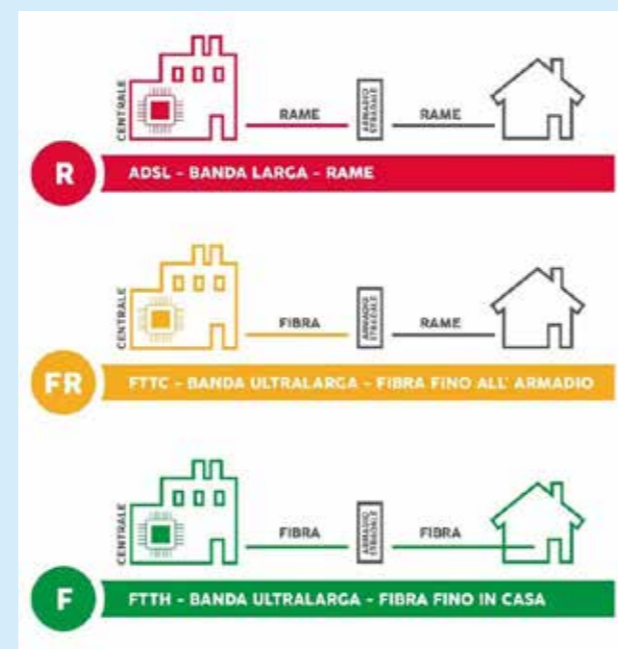 CENTRALE
RAME
ARMADIO
STRADALE
RAME
R
ADSL - BANDA LARGA - RAME
CENTRALE
FIBRA
ARMADIO
STRADALE
RAME
FR
FTTC - BANDA ULTRALARGA - FIBRA FINO ALL' ARMADIO
CENTRALE
FIBRA
ARMADIO
STRADALE
FIBRA
F
FTTH - BANDA ULTRALARGA - FIBRA FINO IN CASA